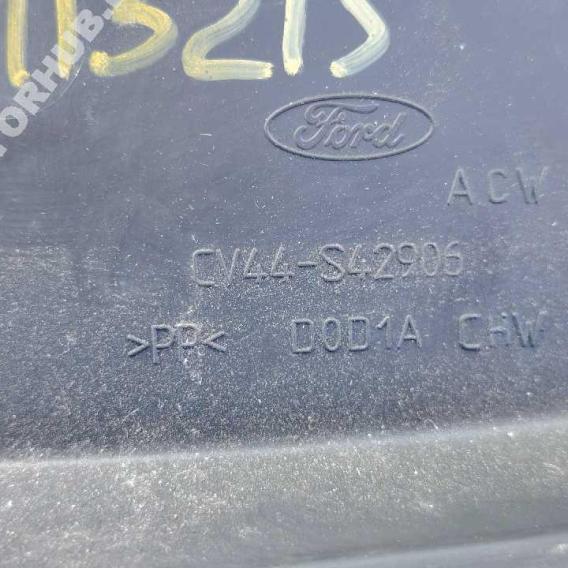 Ford
ACW
CV44-S42906
>PP< D0D1A CHW